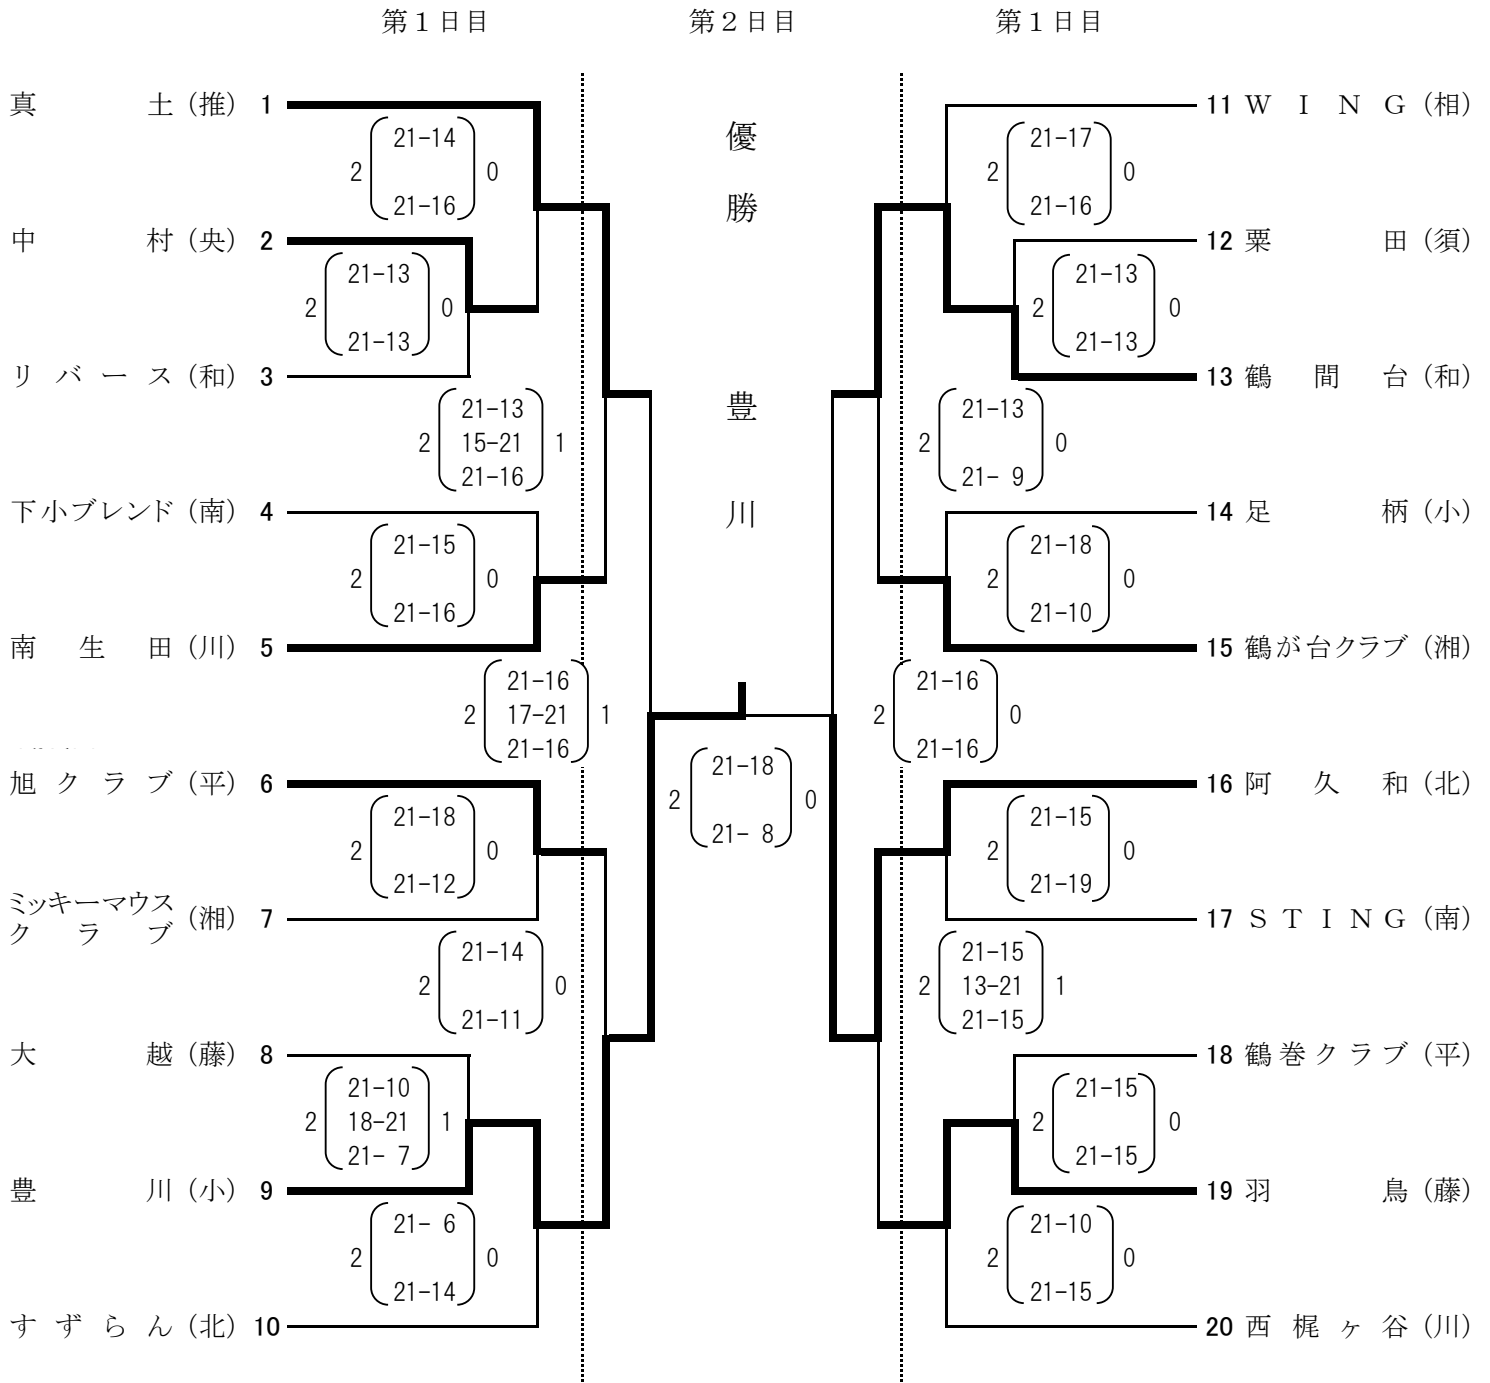 第１日目 第２日目 第１日目
優
勝
豊
川
真 土 (推) 1
21-14
2 0
21-16
中 村 (央) 2
21-13
2 0
21-13
リ バ ー ス (和) 3
21-13
2 15-21 1
21-16
下小ブレンド (南) 4
21-15
2 0
21-16
南 生 田 (川) 5
21-16
2 17-21 1
21-16
旭 ク ラ ブ (平) 6
21-18
2 0
21-12
ミッキーマウス
ク ラ ブ (湘) 7
21-14
2 0
21-11
大 越 (藤) 8
21-10
2 18-21 1
21- 7
豊 川 (小) 9
21- 6
2 0
21-14
す ず ら ん (北) 10
21-18
2 0
21- 8
11 Ｗ Ｉ Ｎ Ｇ (相)
21-17
2 0
21-16
12 粟 田 (須)
21-13
2 0
21-13
13 鶴 間 台 (和)
21-13
2 0
21- 9
14 足 柄 (小)
21-18
2 0
21-10
15 鶴が台クラブ (湘)
21-16
2 0
21-16
16 阿 久 和 (北)
21-15
2 0
21-19
17 Ｓ Ｔ Ｉ Ｎ Ｇ (南)
21-15
2 13-21 1
21-15
18 鶴巻クラブ (平)
21-15
2 0
21-15
19 羽 鳥 (藤)
21-10
2 0
21-15
20 西 梶 ヶ 谷 (川)